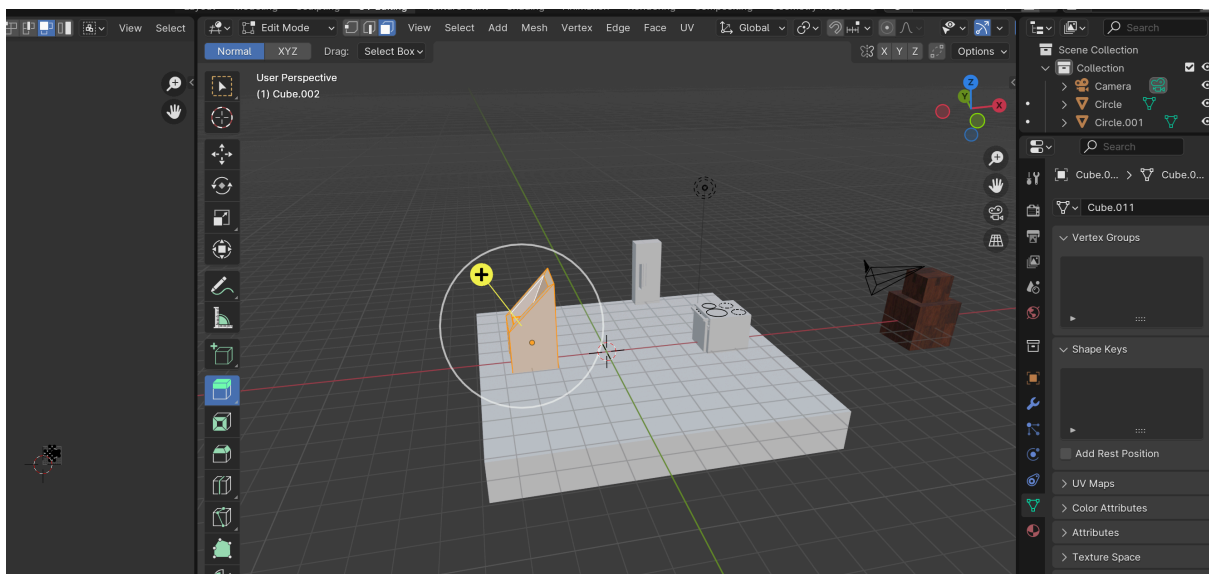 View Select
Edit Mode View Select Add Mesh Vertex Edge Face UV Global
Normal XYZ Drag: Select Box X Y Z Options
User Perspective
(1) Cube.002
Z
Y
X
Search
Scene Collection
Collection
Camera
Circle
Circle.001
Search
Cube.0... > Cube.0...
Cube.011
Vertex Groups
Shape Keys
Add Rest Position
UV Maps
Color Attributes
Attributes
Texture Space